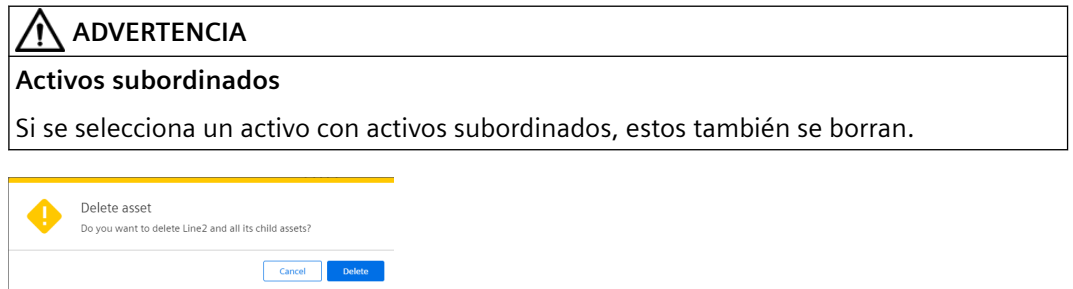 ADVERTENCIA
Activos subordinados
Si se selecciona un activo con activos subordinados, estos también se borran.
Delete asset
Do you want to delete Line2 and all its child assets?
Cancel
Delete